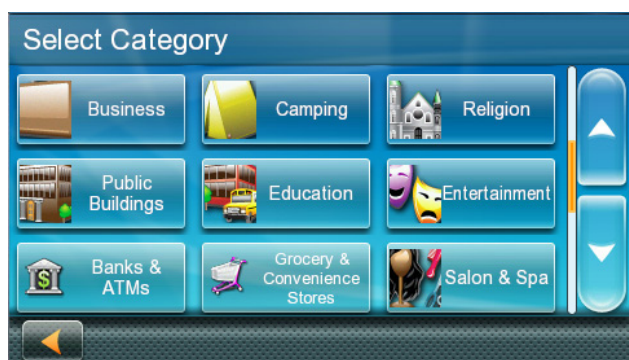 Select Category
Business
Camping
Religion
Public
Buildings
Education
Entertainment
Banks &
ATMs
Grocery &
Convenience
Stores
Salon & Spa